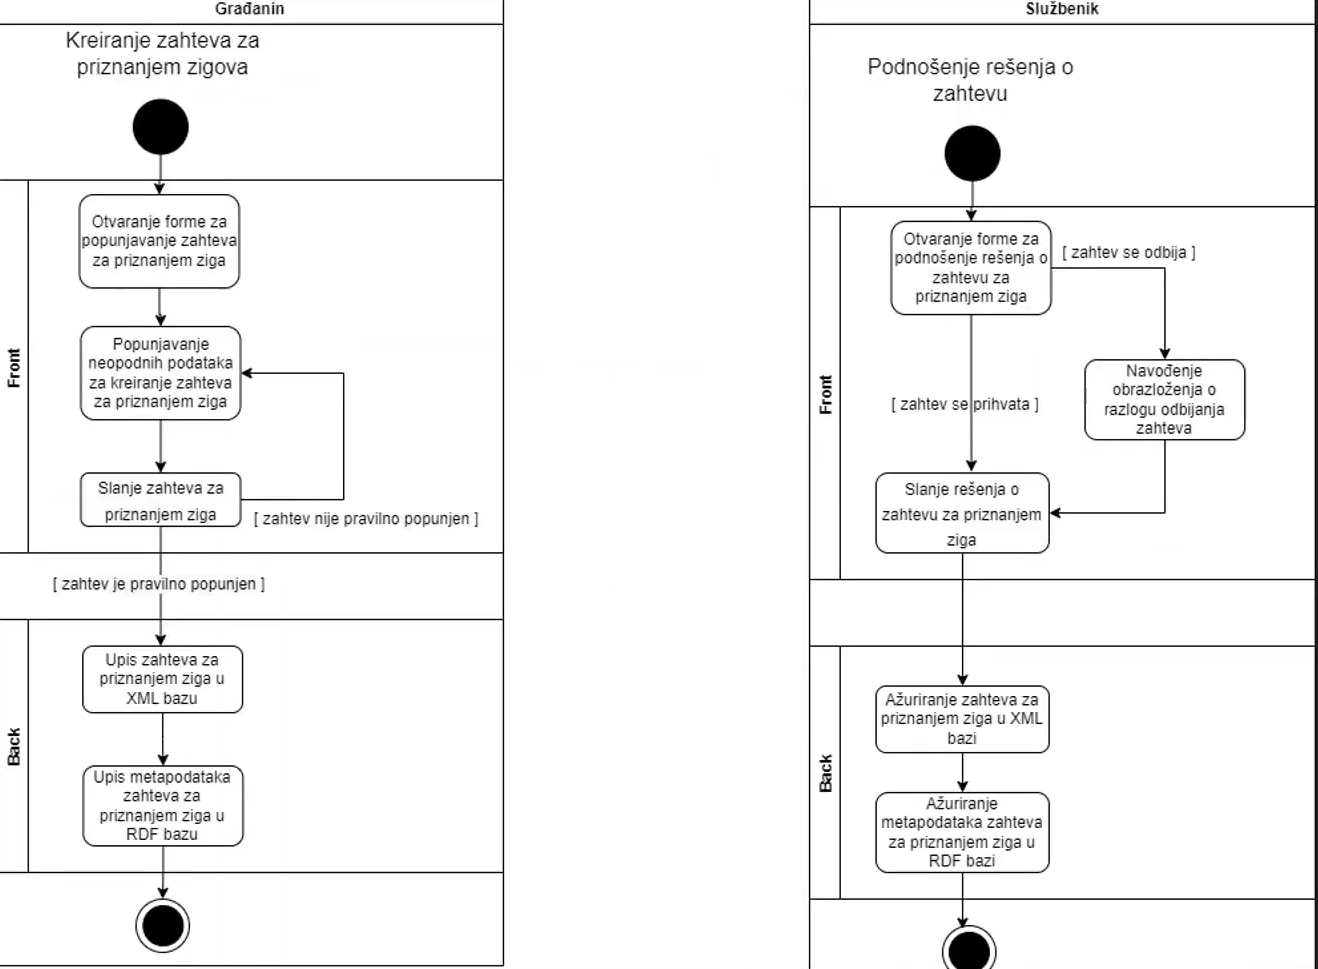 Građanin
Kreiranje zahteva za
priznanjem zigova
Front
Otvaranje forme za
popunjavanje zahteva
za priznanjem ziga
Popunjavanje
neopodnih podataka
za kreiranje zahteva
za priznanjem ziga
Slanje zahteva za
priznanjem ziga
[ zahtev nije pravilno popunjen ]
[ zahtev je pravilno popunjen ]
Back
Upis zahteva za
priznanjem ziga u
XML bazu
Upis metapodataka
zahteva za
priznanjem ziga u
RDF bazu
Službenik
Podnošenje rešenja o
zahtevu
Front
Otvaranje forme za
podnošenje rešenja o
zahtevu za
priznanjem ziga
[ zahtev se odbija ]
Navođenje
obrazloženja o
razlogu odbijanja
zahteva
[ zahtev se prihvata ]
Slanje rešenja o
zahtevu za priznanjem
ziga
Back
Ažuriranje zahteva za
priznanjem ziga u XML
bazi
Ažuriranje
metapodataka zahteva
za priznanjem ziga u
RDF bazi